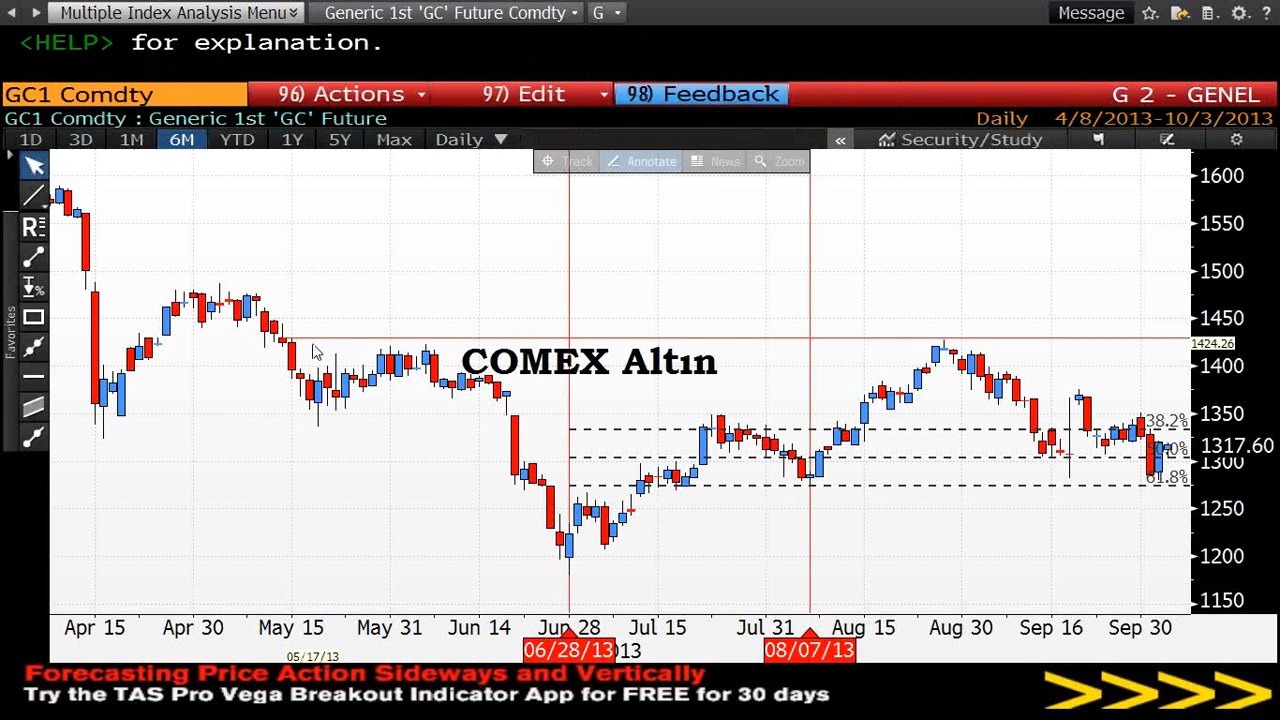 Multiple Index Analysis Menu Generic 1st 'GC' Future Comdty G Message ?
<HELP> for explanation.
GC1 Comdty 96) Actions 97) Edit 98) Feedback G 2 - GENEL
GC1 Comdty : Generic 1st 'GC' Future Daily 4/8/2013-10/3/2013
1D 3D 1M 6M YTD 1Y 5Y Max Daily « Security/Study
Track Annotate News Zoom
Favorites
R
%
COMEX Altın
1600
1550
1500
1450
1424.26
1400
1350
38.2%
1317.60
50.0%
1300
61.8%
1250
1200
1150
Apr 15 Apr 30 May 15 May 31 Jun 14 Jun 28 Jul 15 Jul 31 Aug 15 Aug 30 Sep 16 Sep 30
05/17/13 06/28/13 2013 08/07/13
Forecasting Price Action Sideways and Vertically
Try the TAS Pro Vega Breakout Indicator App for FREE for 30 days